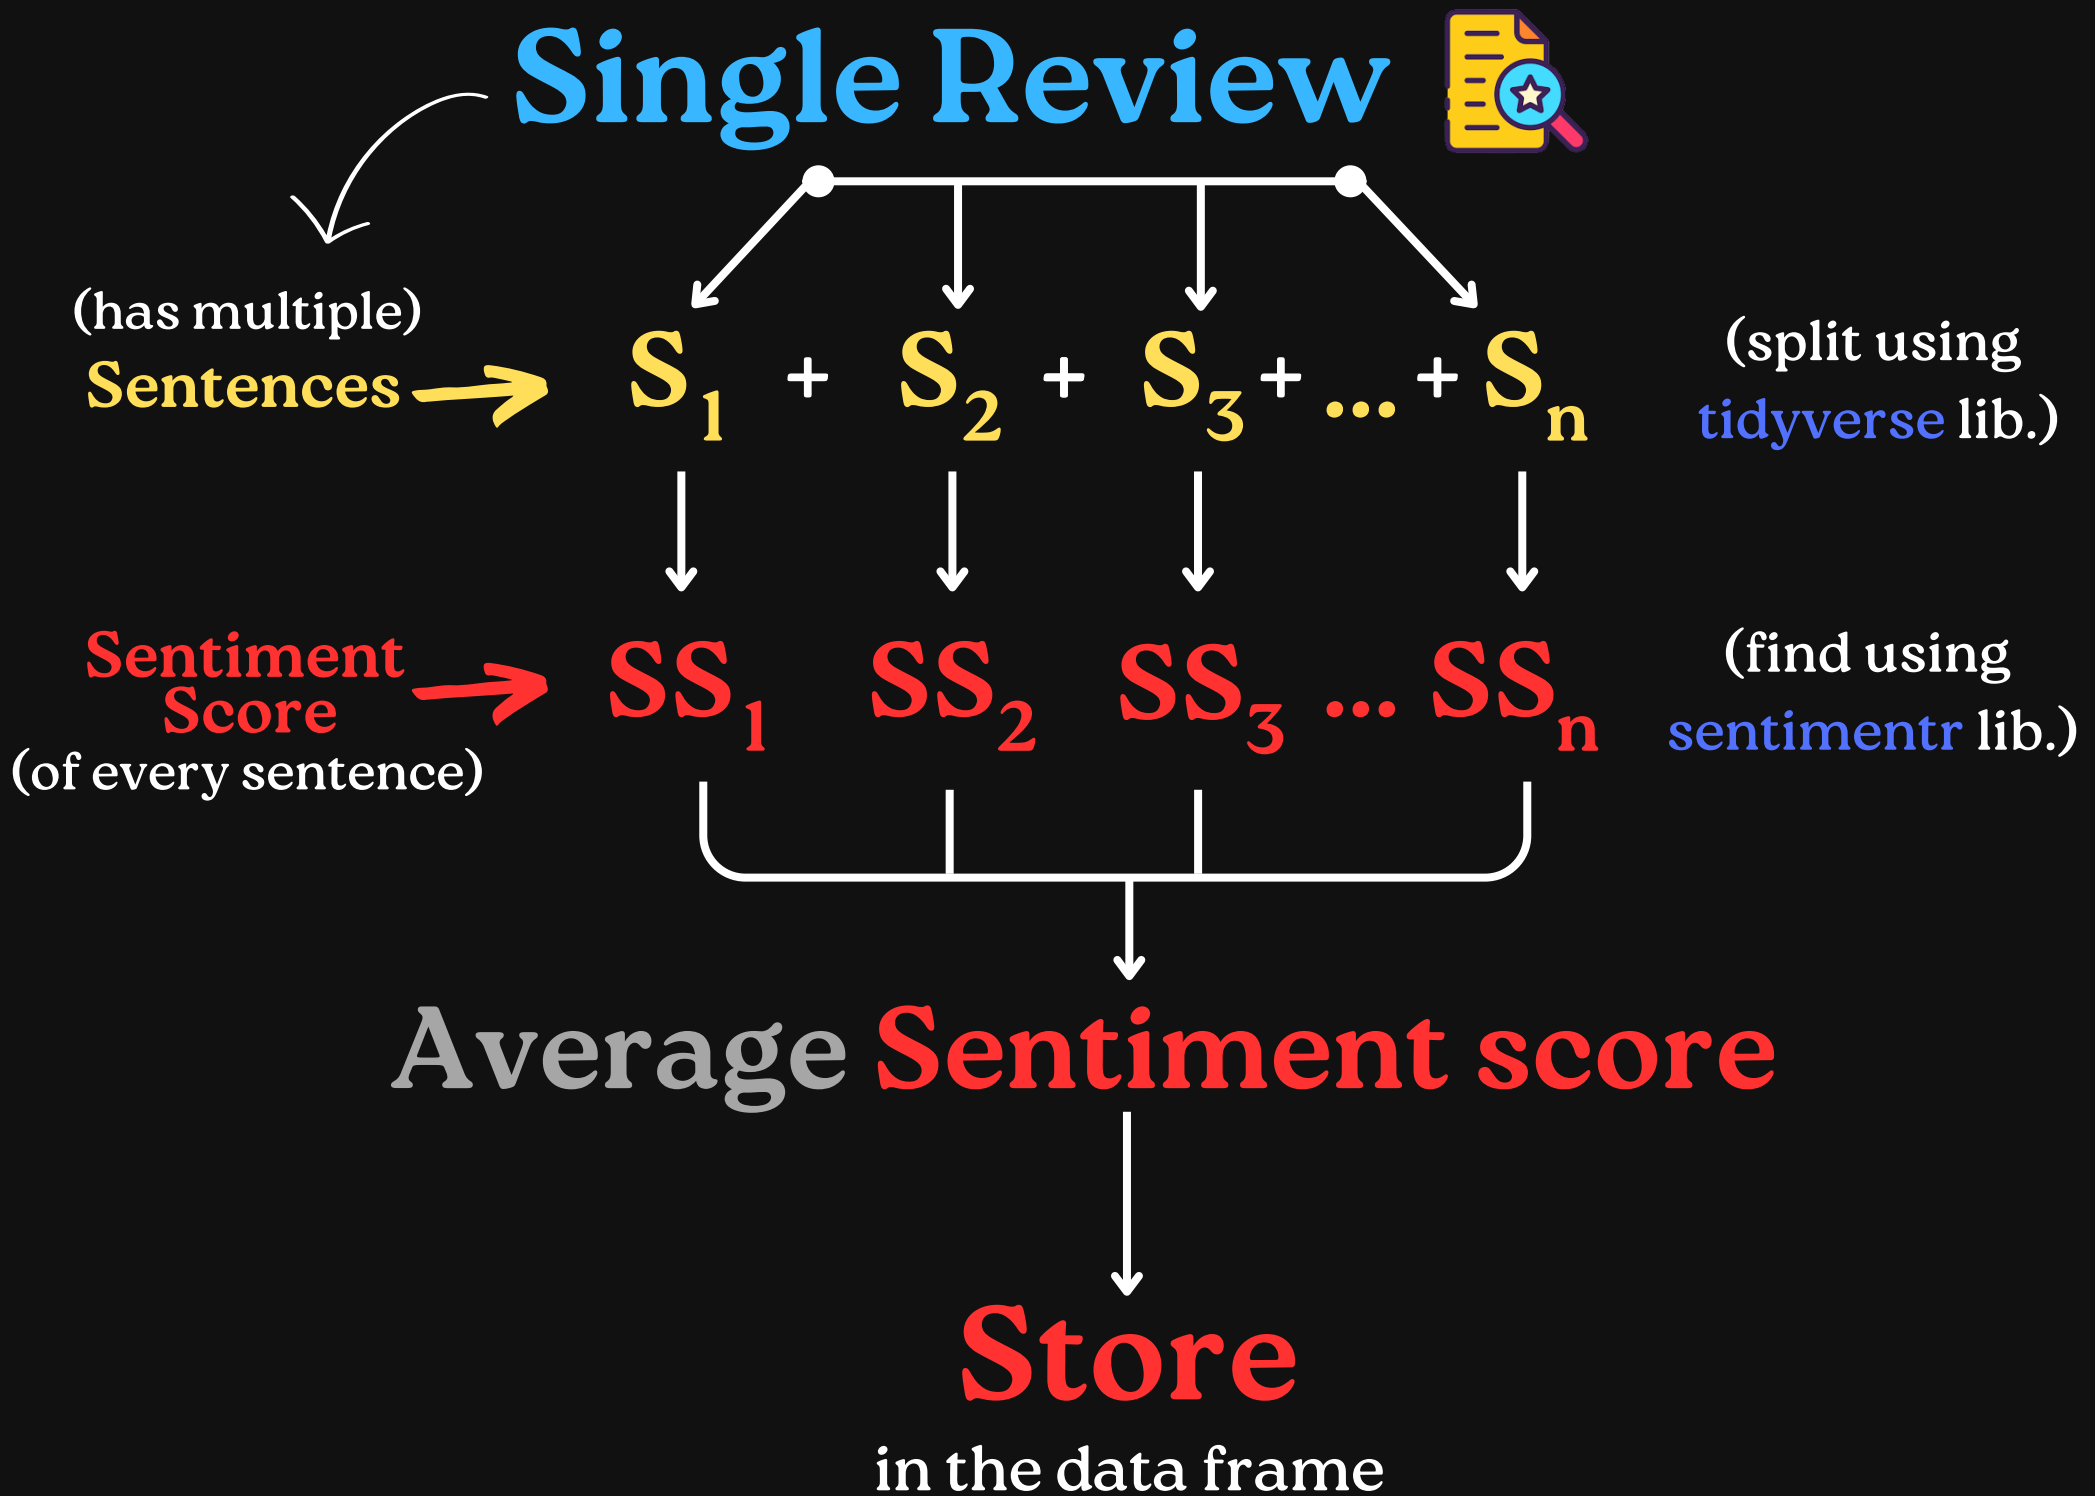 Single Review
(has multiple)
Sentences
S1 + S2 + S3 + ... + Sn
(split using
tidyverse lib.)
Sentiment
Score
(of every sentence)
SS1 SS2 SS3 ... SSn
(find using
sentimentr lib.)
Average Sentiment score
Store
in the data frame